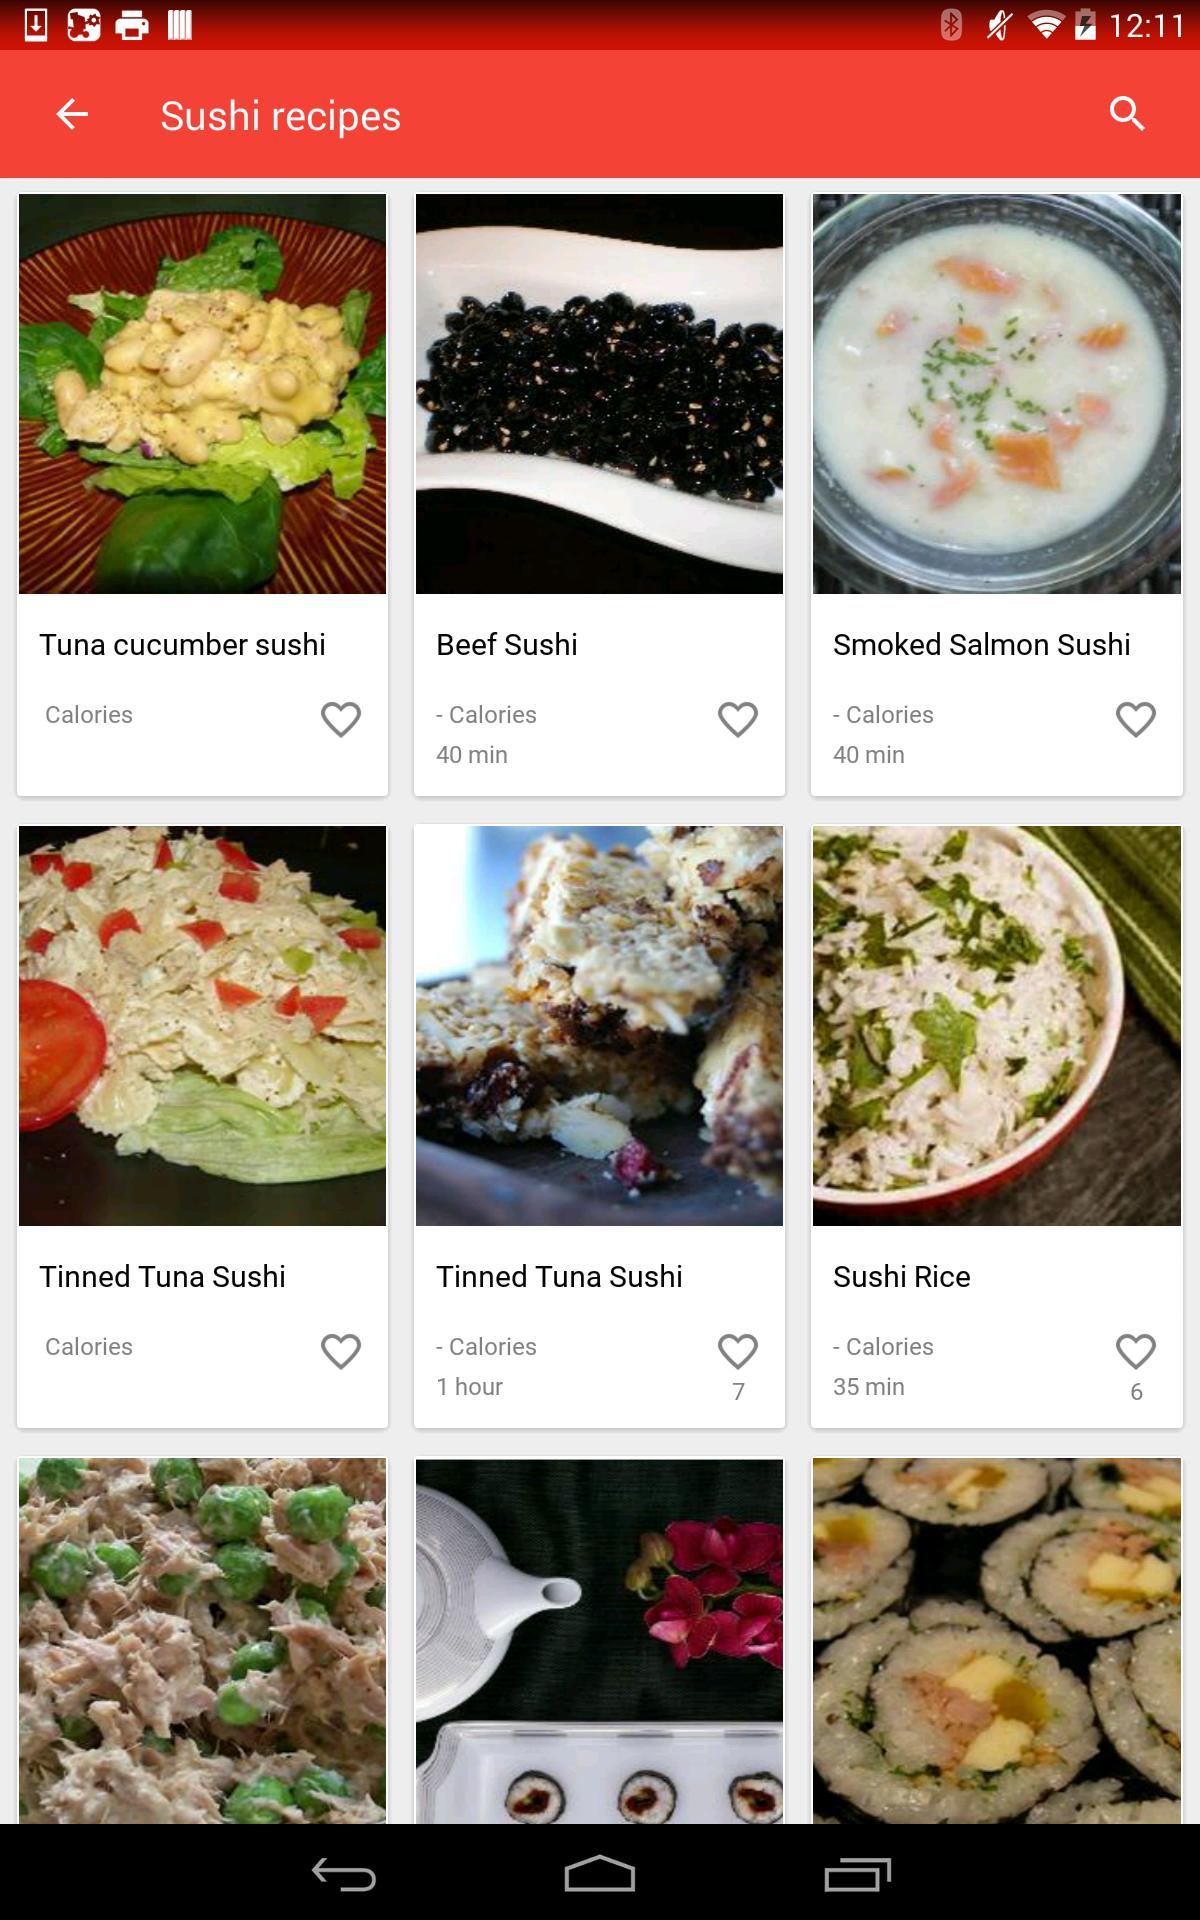 12:11
Sushi recipes
Tuna cucumber sushi
Calories
Beef Sushi
- Calories
40 min
Smoked Salmon Sushi
- Calories
40 min
Tinned Tuna Sushi
Calories
Tinned Tuna Sushi
- Calories
1 hour
7
Sushi Rice
- Calories
35 min
6